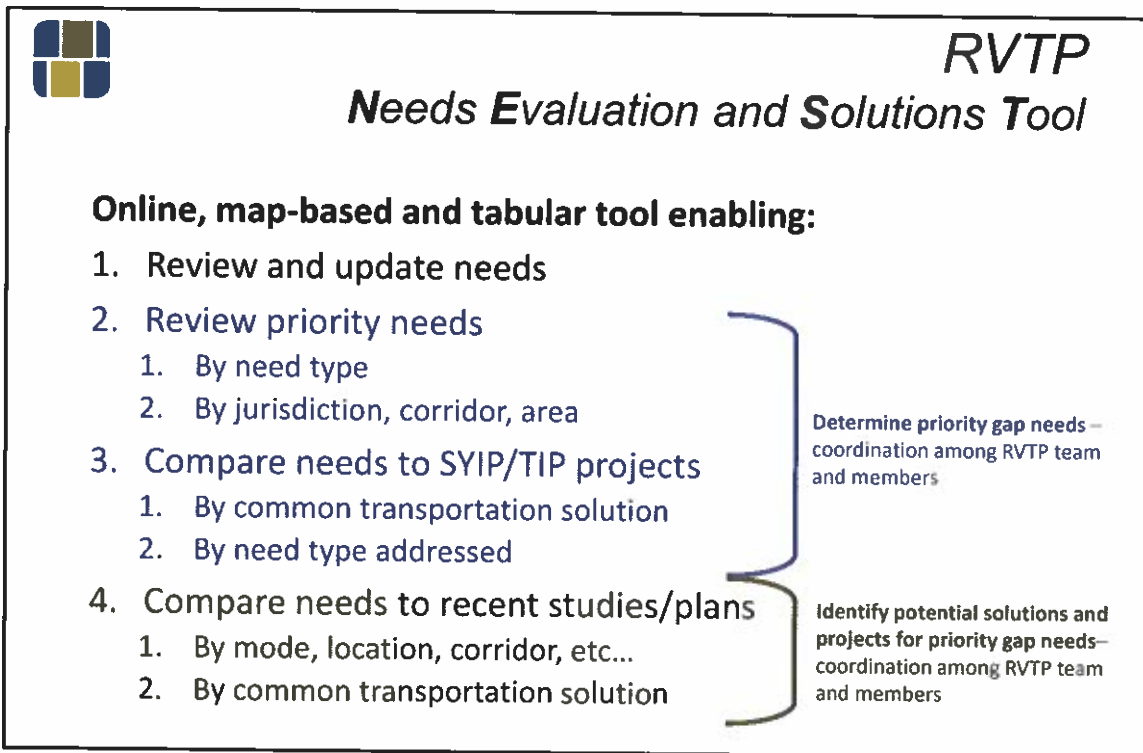 RVTP
Needs Evaluation and Solutions Tool
Online, map-based and tabular tool enabling:
1. Review and update needs
2. Review priority needs
1. By need type
2. By jurisdiction, corridor, area
3. Compare needs to SYIP/TIP projects
1. By common transportation solution
2. By need type addressed
4. Compare needs to recent studies/plans
1. By mode, location, corridor, etc...
2. By common transportation solution
Determine priority gap needs –
coordination among RVTP team
and members
Identify potential solutions and
projects for priority gap needs–
coordination among RVTP team
and members